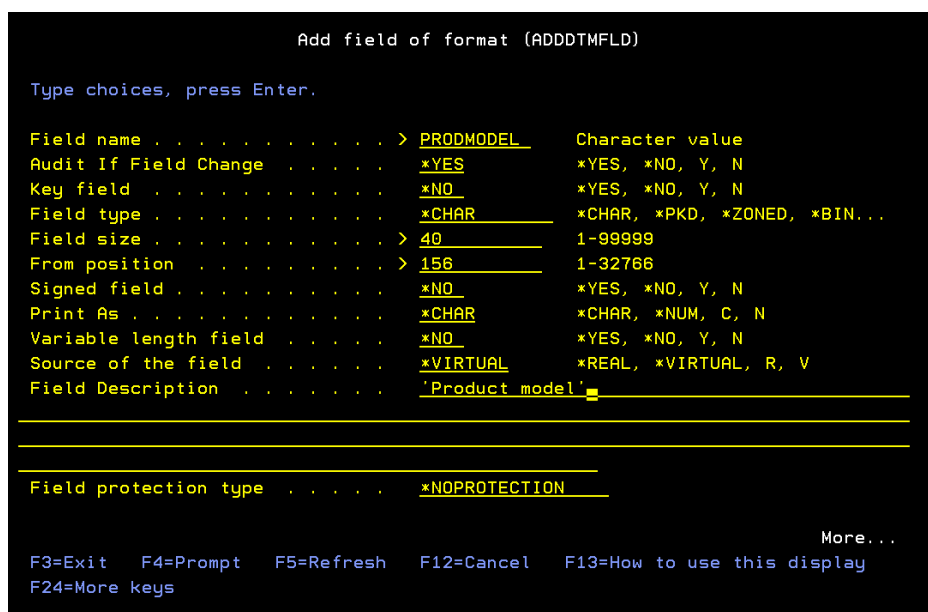 Add field of format (ADDDTMFLD)
Type choices, press Enter.
Field name . . . . . . . . . . . > PRODMODEL Character value
Audit If Field Change . . . . . *YES *YES, *NO, Y, N
Key field . . . . . . . . . . . *NO *YES, *NO, Y, N
Field type . . . . . . . . . . . *CHAR *CHAR, *PKD, *ZONED, *BIN...
Field size . . . . . . . . . . . > 40 1-99999
From position . . . . . . . . . > 156 1-32766
Signed field . . . . . . . . . . *NO *YES, *NO, Y, N
Print As . . . . . . . . . . . . *CHAR *CHAR, *NUM, C, N
Variable length field . . . . . *NO *YES, *NO, Y, N
Source of the field . . . . . . *VIRTUAL *REAL, *VIRTUAL, R, V
Field Description . . . . . . . 'Product model'
Field protection type . . . . . *NOPROTECTION
More...
F3=Exit F4=Prompt F5=Refresh F12=Cancel F13=How to use this display
F24=More keys